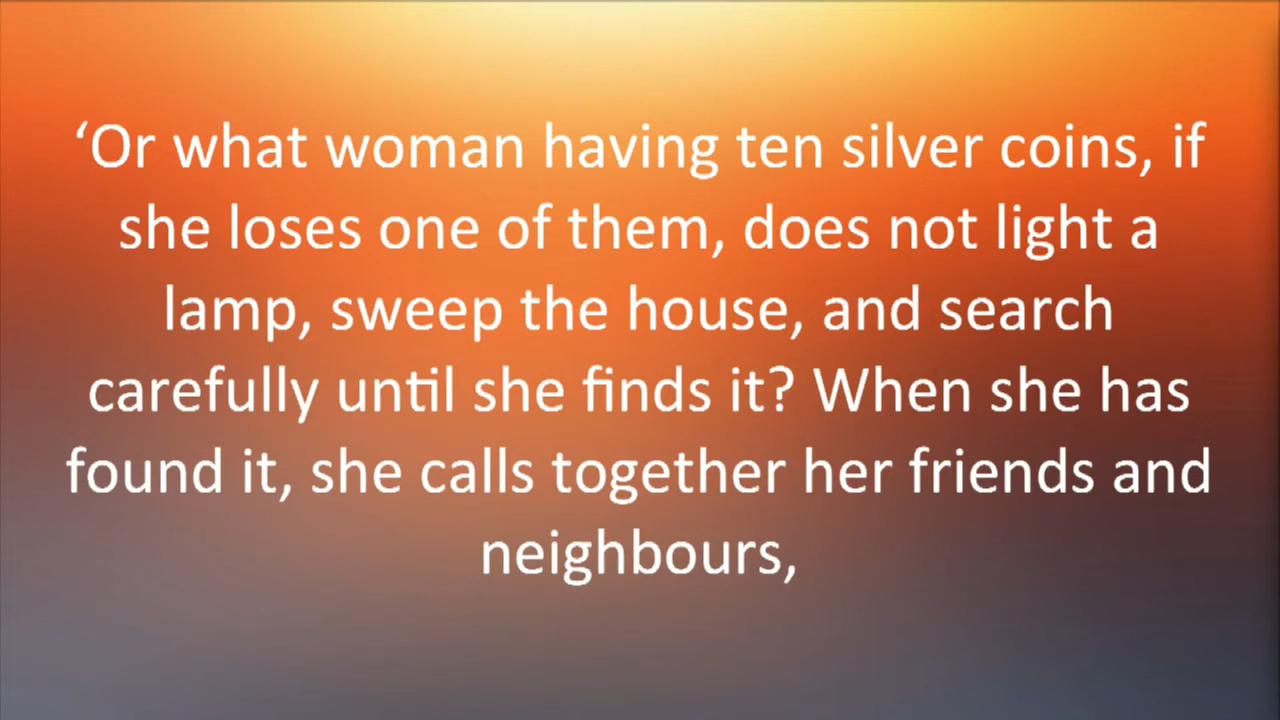 ‘Or what woman having ten silver coins, if
she loses one of them, does not light a
lamp, sweep the house, and search
carefully until she finds it? When she has
found it, she calls together her friends and
neighbours,